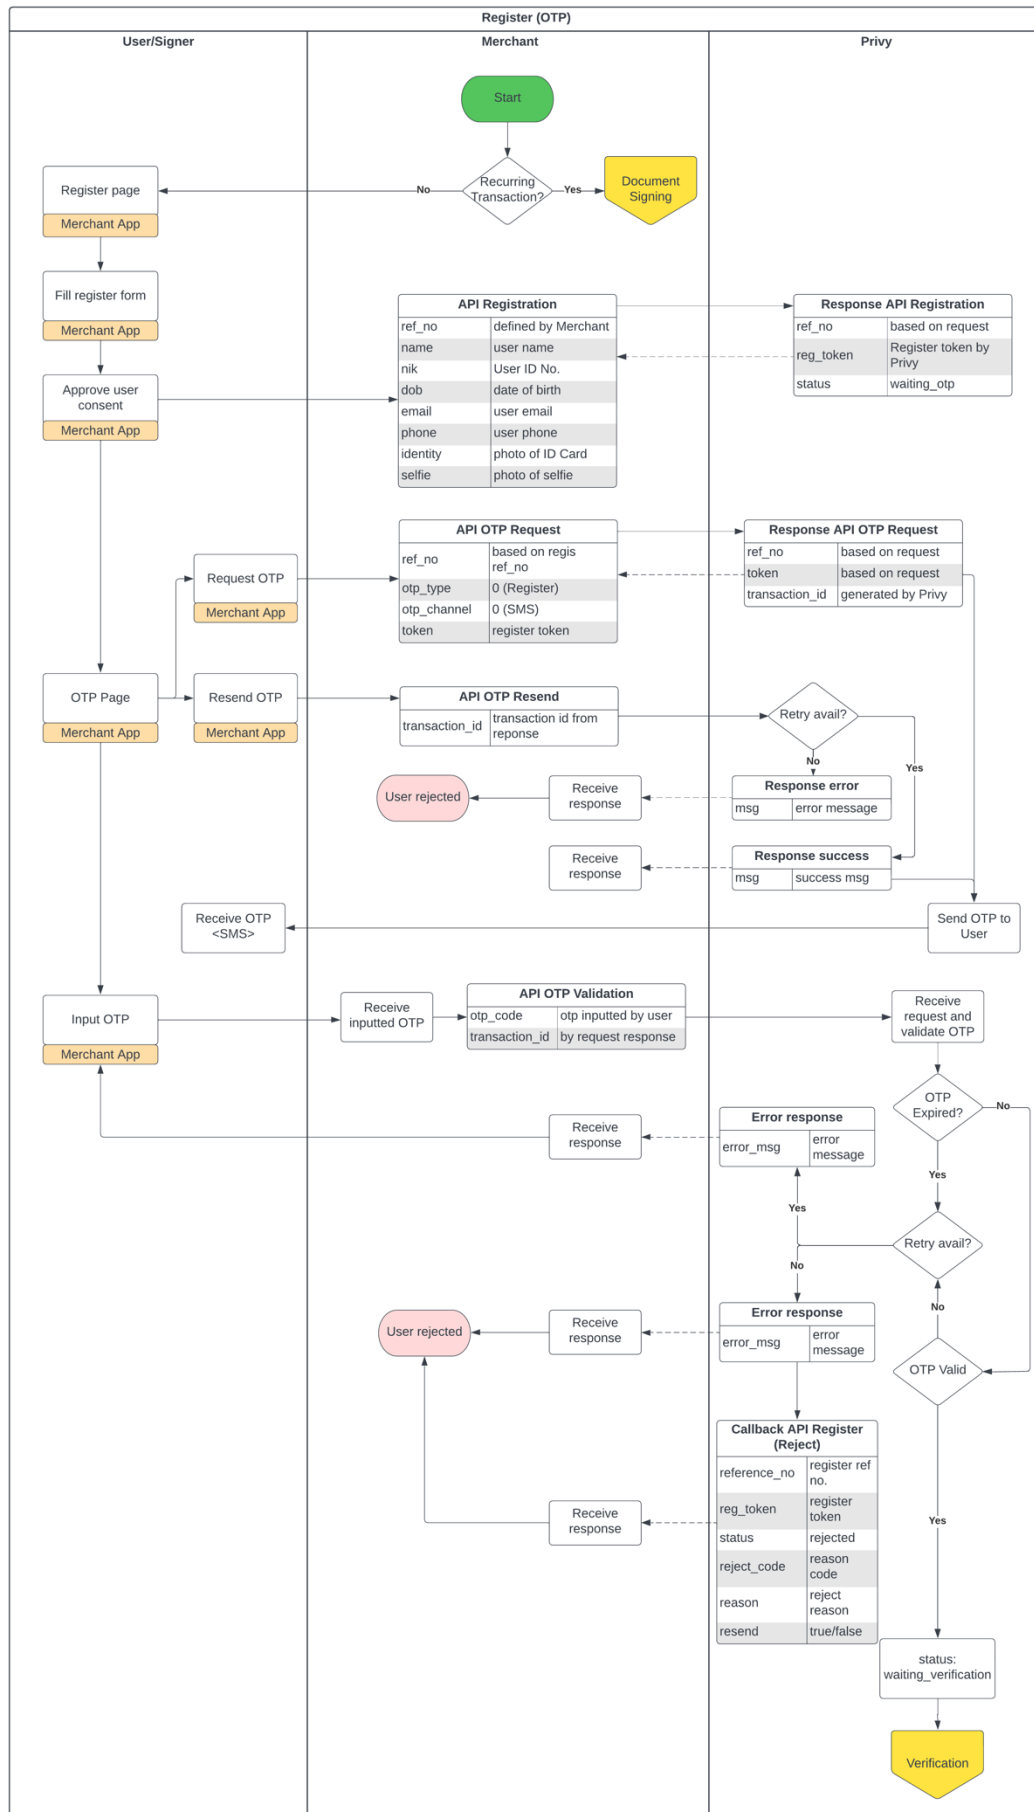 Register (OTP)
User/Signer
Merchant
Privy
Start
Recurring
Transaction?
No
Yes
Document
Signing
Register page
Merchant App
Fill register form
Merchant App
Approve user
consent
Merchant App
API Registration
ref_no defined by Merchant
name user name
nik User ID No.
dob date of birth
email user email
phone user phone
identity photo of ID Card
selfie photo of selfie
Response API Registration
ref_no based on request
reg_token Register token by
Privy
status waiting_otp
Request OTP
Merchant App
API OTP Request
ref_no based on regis
ref_no
otp_type 0 (Register)
otp_channel 0 (SMS)
token register token
Response API OTP Request
ref_no based on request
token based on request
transaction_id generated by Privy
OTP Page
Merchant App
Resend OTP
Merchant App
API OTP Resend
transaction_id transaction id from
reponse
Retry avail?
No
Yes
User rejected
Receive
response
Response error
msg error message
Receive
response
Response success
msg success msg
Receive OTP
<SMS>
Send OTP to
User
Input OTP
Merchant App
Receive
inputted OTP
API OTP Validation
otp_code otp inputted by user
transaction_id by request response
Receive
request and
validate OTP
OTP
Expired?
No
Yes
Receive
response
Error response
error_msg error
message
Yes
Retry avail?
No
No
User rejected
Receive
response
Error response
error_msg error
message
OTP Valid
Callback API Register
(Reject)
reference_no register ref
no.
reg_token register
token
status rejected
reject_code reason
code
reason reject
reason
resend true/false
Receive
response
Yes
status:
waiting_verification
Verification